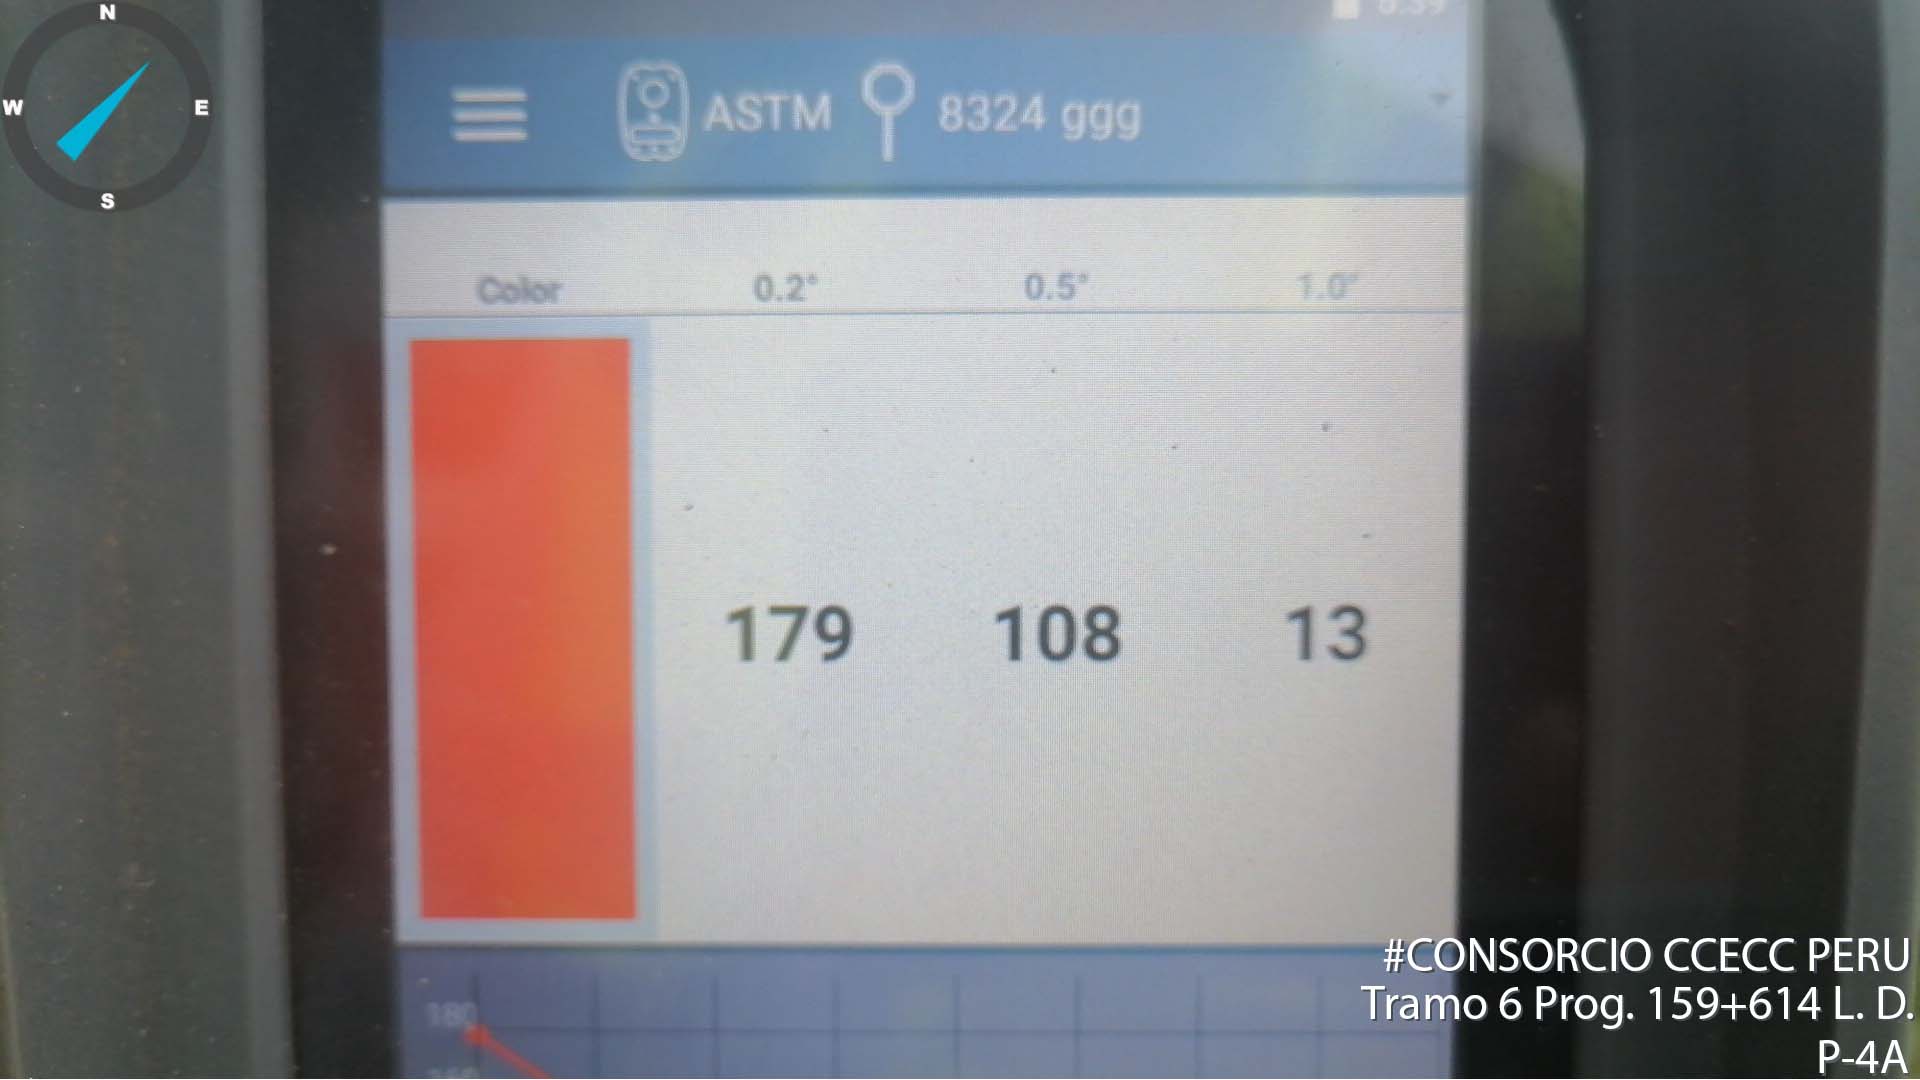 N
W
E
S
ASTM
8324 ggg
Color
0.2°
0.5°
1.0°
179
108
13
180
#CONSORCIO CCECC PERU
Tramo 6 Prog. 159+614 L. D.
P-4A